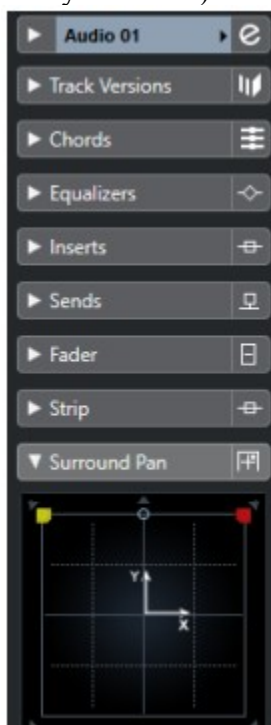 Audio 01
Track Versions
Chords
Equalizers
Inserts
Sends
Fader
Strip
Surround Pan
Y
X